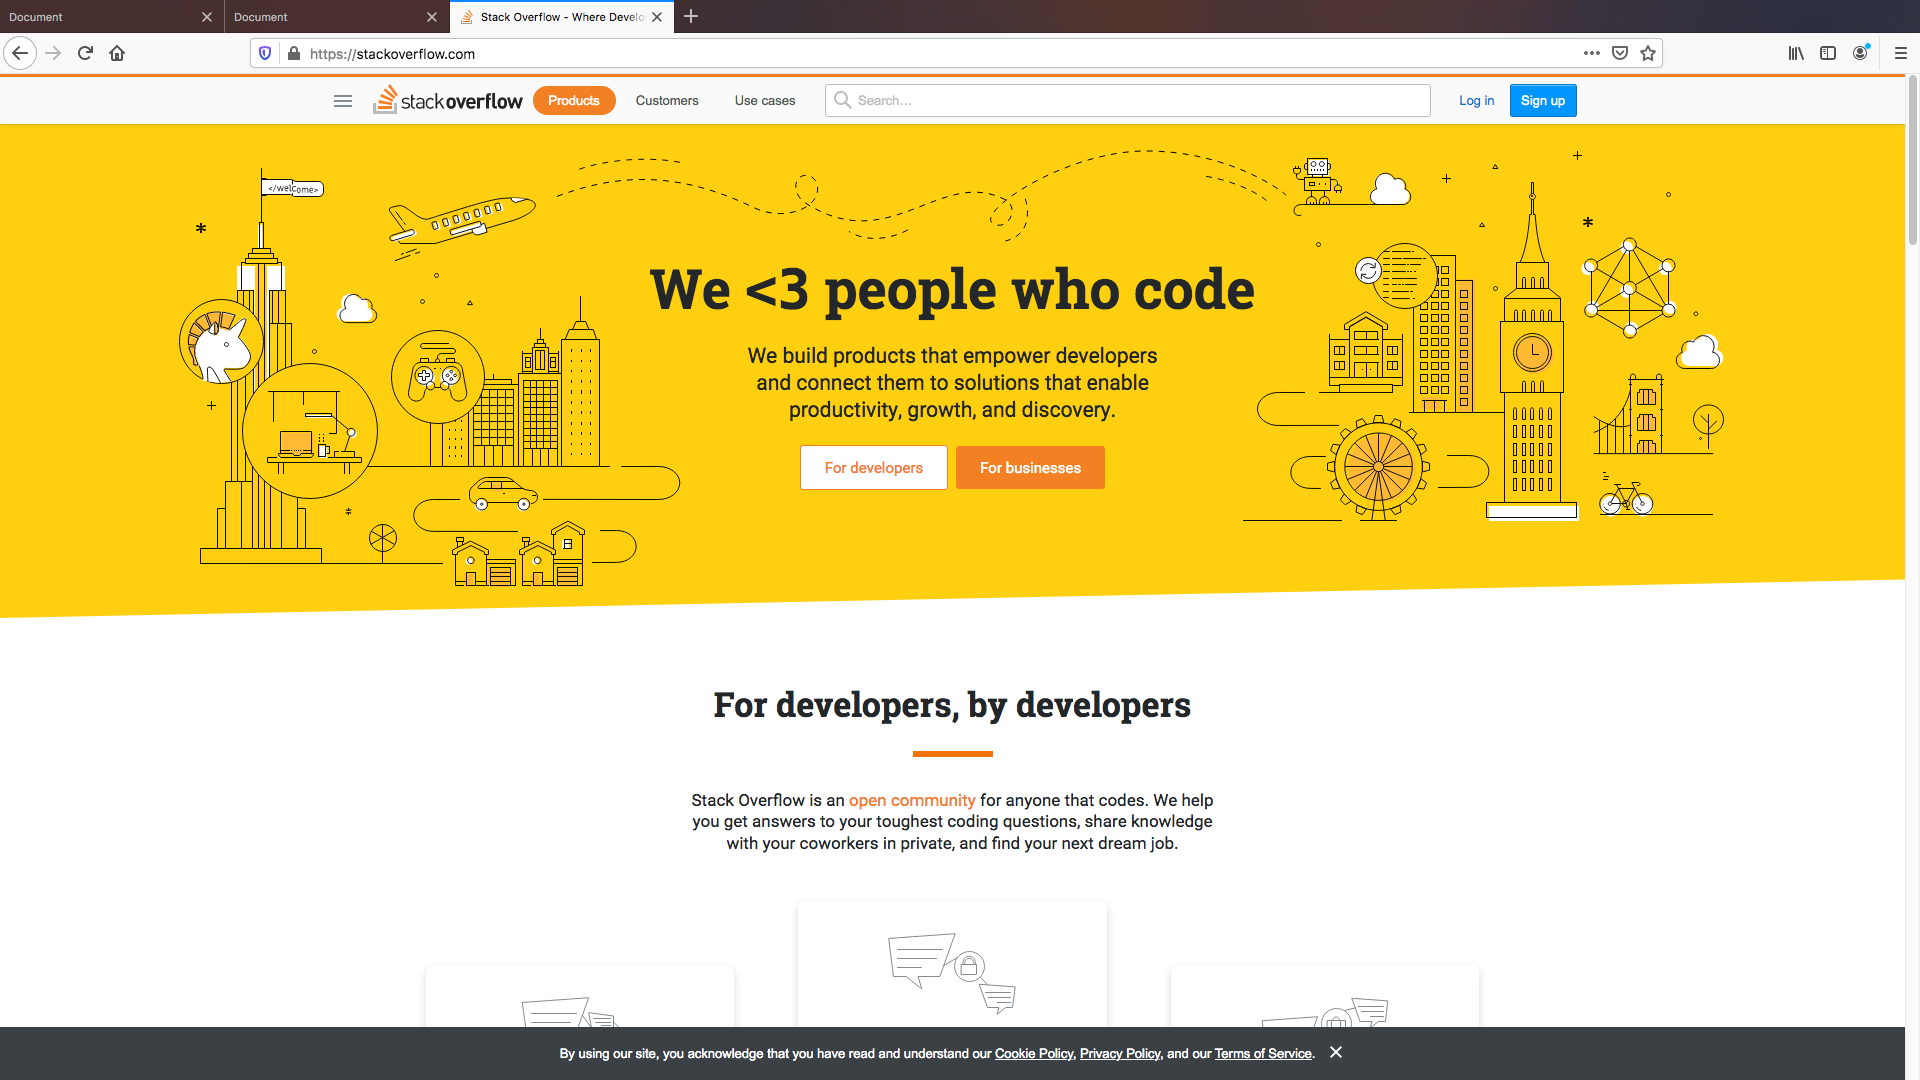 Document
Document
Stack Overflow - Where Develo
https://stackoverflow.com
stackoverflow
Products
Customers
Use cases
Search...
Log in
Sign up
</welcome>
We <3 people who code
We build products that empower developers
and connect them to solutions that enable
productivity, growth, and discovery.
For developers
For businesses
For developers, by developers
Stack Overflow is an open community for anyone that codes. We help
you get answers to your toughest coding questions, share knowledge
with your coworkers in private, and find your next dream job.
By using our site, you acknowledge that you have read and understand our Cookie Policy, Privacy Policy, and our Terms of Service.